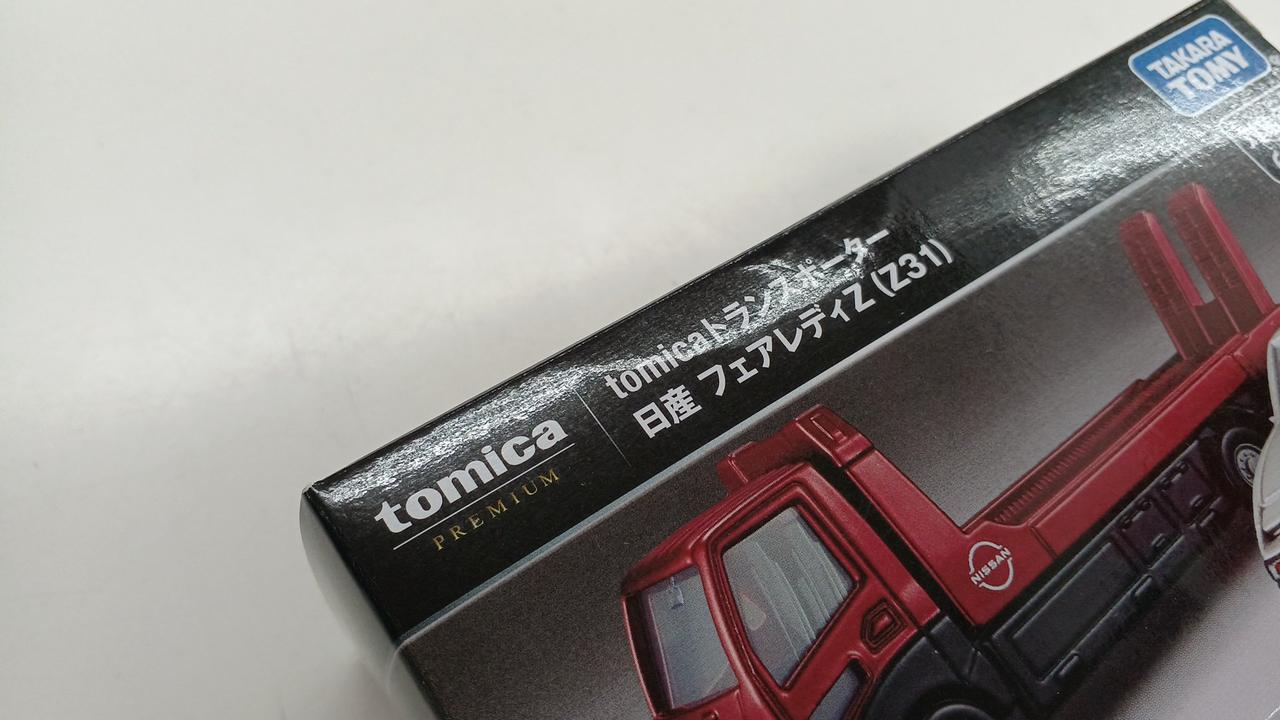 TAKARA
TOMY
tomicaトランスポーター
日産 フェアレディZ (Z31)
tomica
PREMIUM
NISSAN